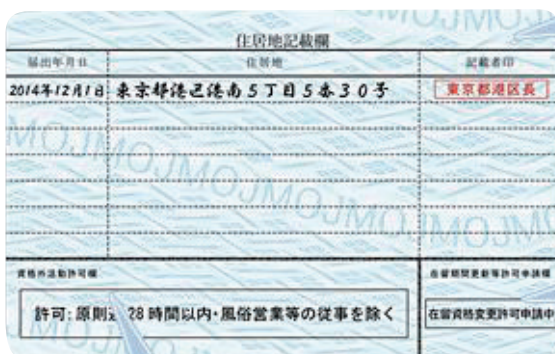 MOJMOJ
住居地記載欄
届出年月日 住居地 記載者印
2014年12月1日 東京都港区港南5丁目5番30号 東京都港区長
MOJMOJMOJMOJMOJMOJ
資格外活動許可欄 在留期間更新等許可申請欄
許可:原則週28時間以内・風俗営業等の従事を除く 在留資格変更許可申請中